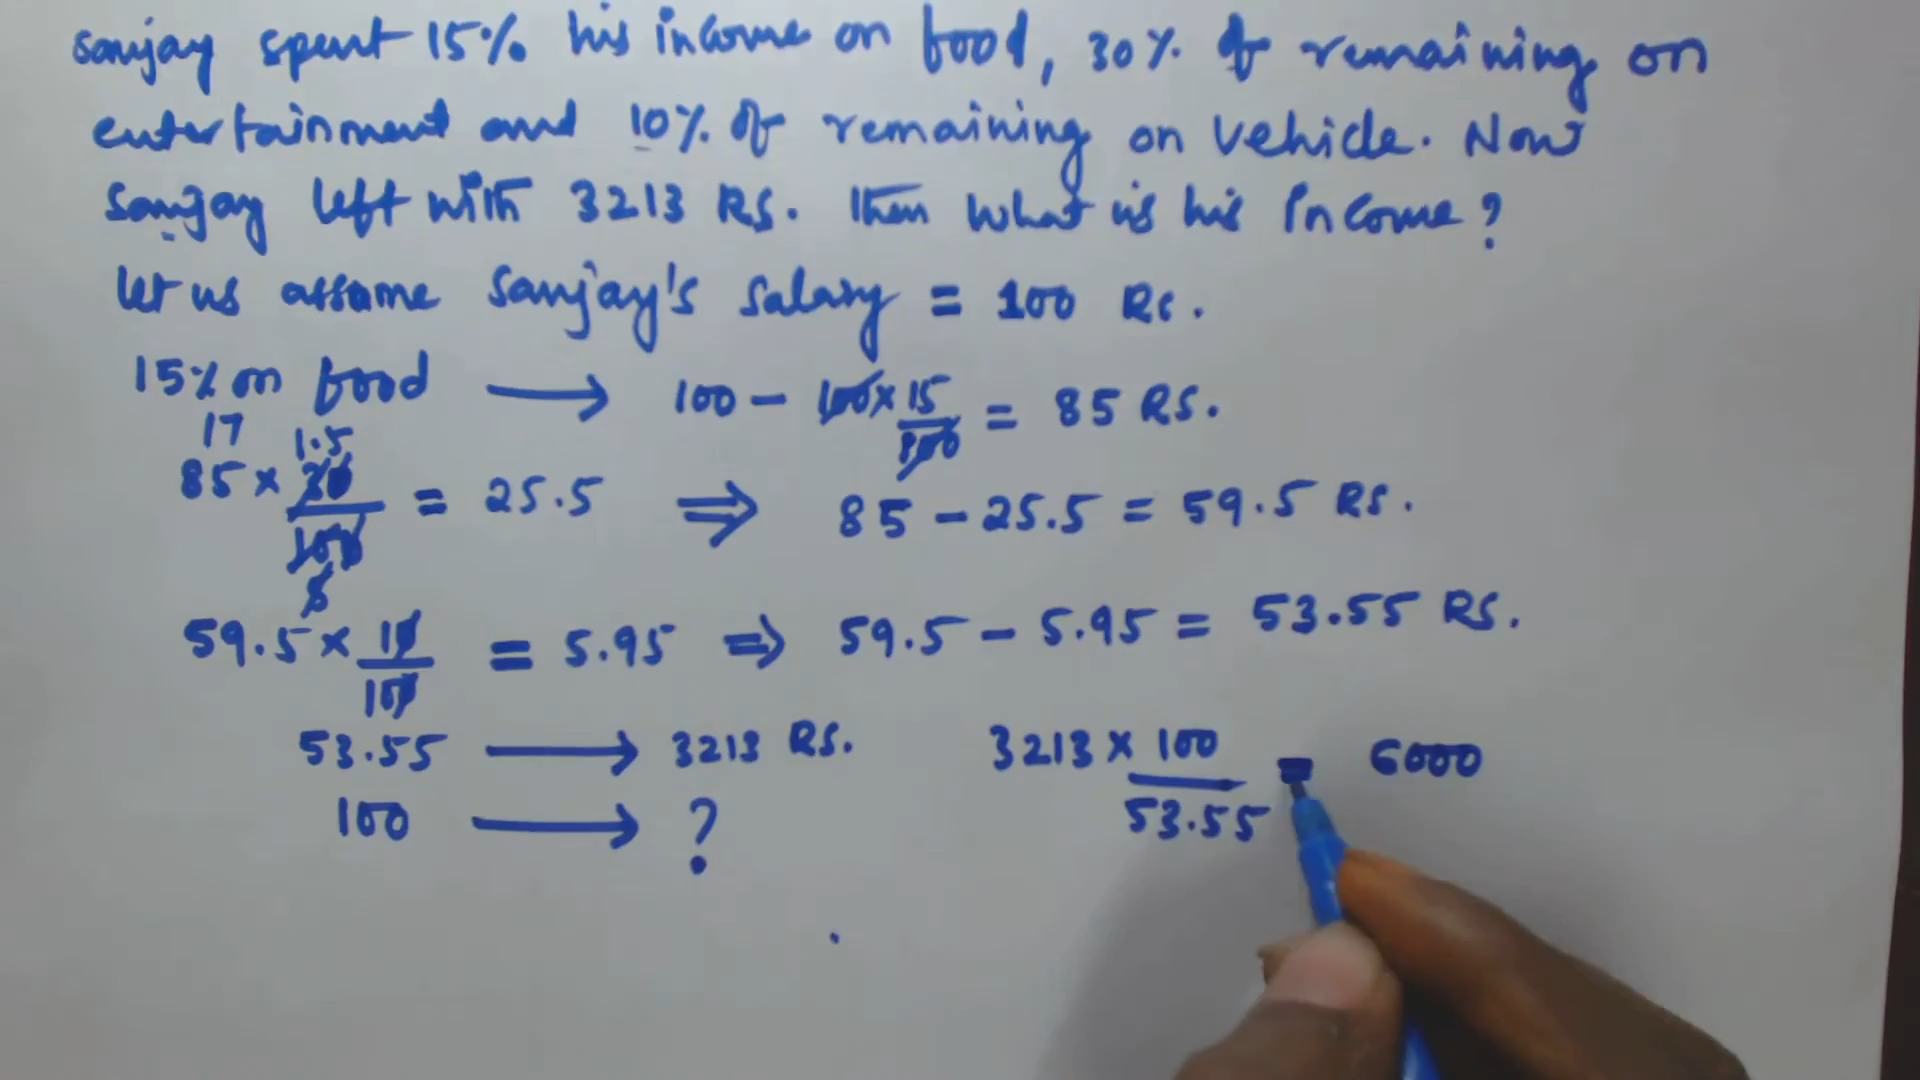 Sanjay spent 15% his income on food, 30% of remaining on
entertainment and 10% of remaining on vehicle. Now
Sanjay left with 3213 RS. Then what is his income?
let us assume Sanjay's salary = 100 Rs.
15% on food → 100 - 100 × 15/100 = 85 RS.
17 1.5
85 × 30/100 = 25.5 ⇒ 85 - 25.5 = 59.5 RS.
5
59.5 × 10/100 = 5.95 ⇒ 59.5 - 5.95 = 53.55 RS.
53.55 → 3213 RS. 3213 × 100/53.55 = 6000
100 → ?